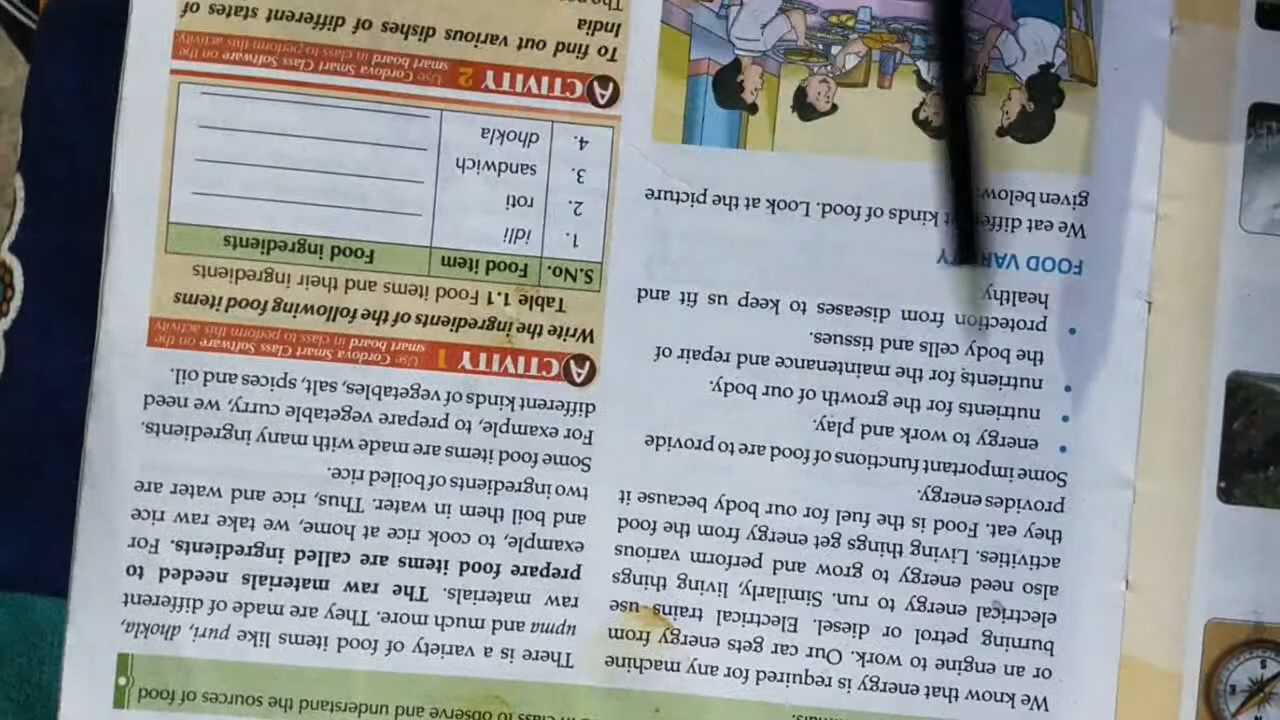 in class to observe and understand the sources of food
We know that energy is required for any machine
or an engine to work. Our car gets energy from
burning petrol or diesel. Electrical trains use
electrical energy to run. Similarly, living things
also need energy to grow and perform various
activities. Living things get energy from the food
they eat. Food is the fuel for our body because it
provides energy.
Some important functions of food are to provide
• energy to work and play.
• nutrients for the growth of our body.
• nutrients for the maintenance and repair of
the body cells and tissues.
• protection from diseases to keep us fit and
healthy
FOOD
We eat kinds of food. Look at the picture
given below:
There is a variety of food items like puri, dhokla,
upma and much more. They are made of different
raw materials. The raw materials needed to
prepare food items are called ingredients. For
example, to cook rice at home, we take raw rice
and boil them in water. Thus, rice and water are
two ingredients of boiled rice.
Some food items are made with many ingredients.
For example, to prepare vegetable curry, we need
different kinds of vegetables, salt, spices and oil.
ACTIVITY 1 Use Cordova Smart Class Software on the
smart board in class to perform this activity
Write the ingredients of the following food items
Table 1.1 Food items and their ingredients
S.No. Food item Food ingredients
1. idli
2. roti
3. sandwich
4. dhokla
ACTIVITY 2 Use Cordova Smart Class Software on the
smart board in class to perform this activity
To find out various dishes of different states of
India